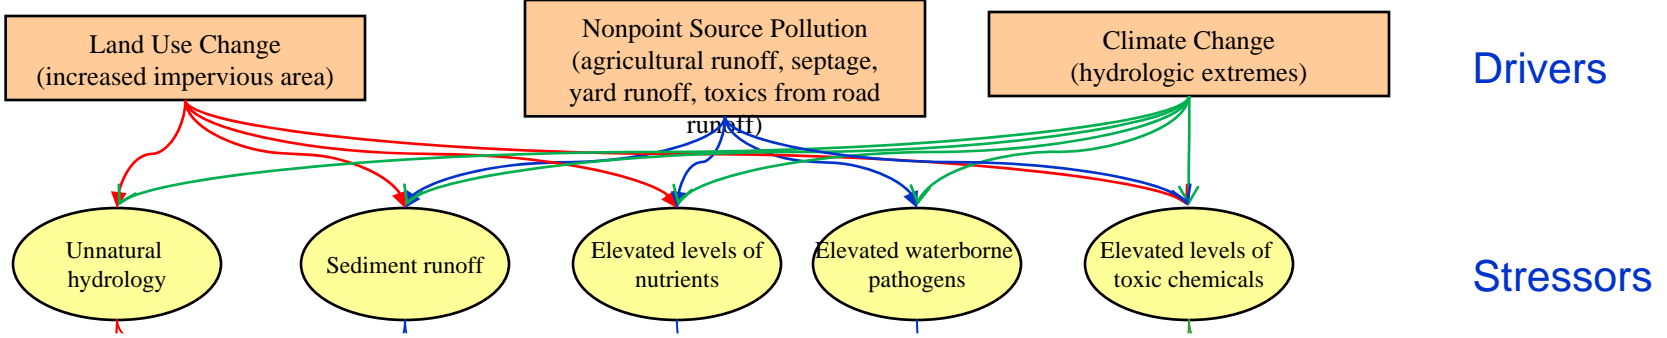 Land Use Change
(increased impervious area)
Nonpoint Source Pollution
(agricultural runoff, septage,
yard runoff, toxics from road
runoff)
Climate Change
(hydrologic extremes)
Drivers
Unnatural
hydrology
Sediment runoff
Elevated levels of
nutrients
Elevated waterborne
pathogens
Elevated levels of
toxic chemicals
Stressors